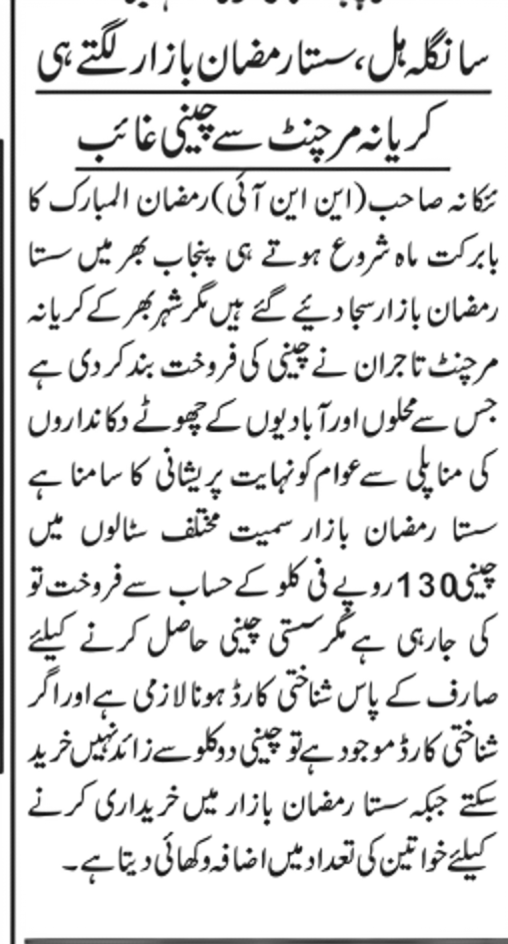 سانگلہ ہل، سستا رمضان بازار لگتے ہی
کریانہ مرچنٹ سے چینی غائب
ننکانہ صاحب (این این آئی) رمضان المبارک کا
بابرکت ماہ شروع ہوتے ہی پنجاب بھر میں سستا
رمضان بازار سجا دیئے گئے ہیں مگر شہر بھر کے کریانہ
مرچنٹ تاجران نے چینی کی فروخت بند کر دی ہے
جس سے محلوں اور آبادیوں کے چھوٹے دکانداروں
کی مناپلی سے عوام کو نہایت پریشانی کا سامنا ہے
سستا رمضان بازار سمیت مختلف سٹالوں میں
چینی 130 روپے فی کلو کے حساب سے فروخت تو
کی جارہی ہے مگر سستی چینی حاصل کرنے کیلئے
صارف کے پاس شناختی کارڈ ہونا لازمی ہے اور اگر
شناختی کارڈ موجود ہے تو چینی دو کلو سے زائد نہیں خرید
سکتے جبکہ سستا رمضان بازار میں خریداری کرنے
کیلئے خواتین کی تعداد میں اضافہ دکھائی دیتا ہے۔